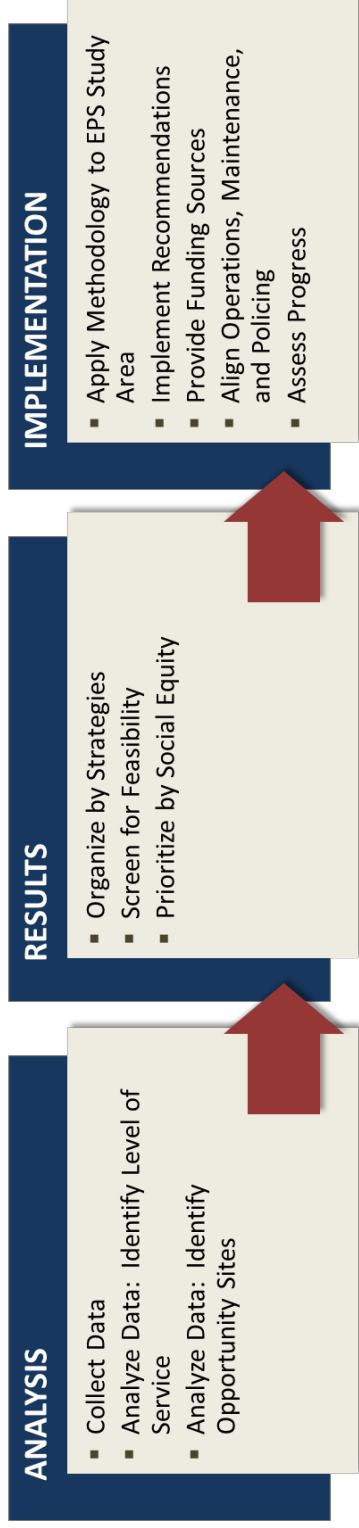 ANALYSIS
▪ Collect Data
▪ Analyze Data: Identify Level of
Service
▪ Analyze Data: Identify
Opportunity Sites
RESULTS
▪ Organize by Strategies
▪ Screen for Feasibility
▪ Prioritize by Social Equity
IMPLEMENTATION
▪ Apply Methodology to EPS Study
Area
▪ Implement Recommendations
▪ Provide Funding Sources
▪ Align Operations, Maintenance,
and Policing
▪ Assess Progress